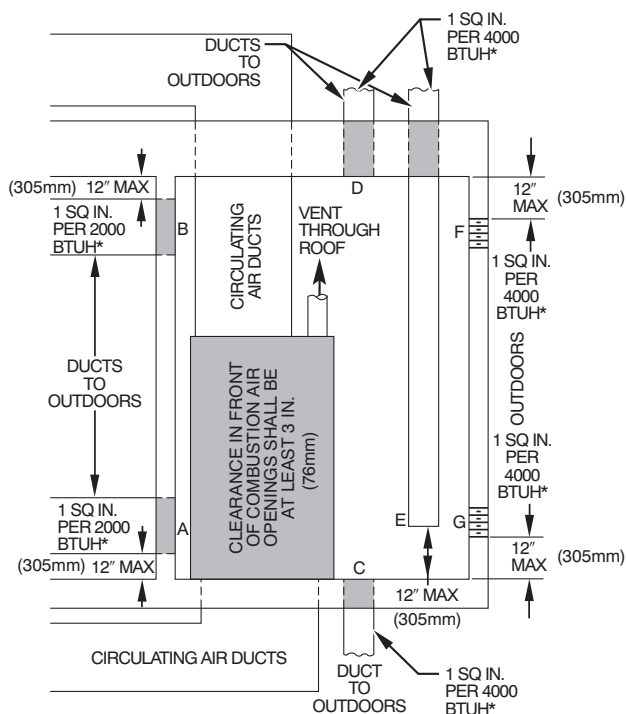 DUCTS
TO
OUTDOORS
1 SQ IN.
PER 4000
BTUH*
(305mm) 12″ MAX
1 SQ IN.
PER 2000
BTUH*
B
CIRCULATING
AIR DUCTS
VENT
THROUGH
ROOF
D
F
12″
MAX
(305mm)
1 SQ IN.
PER
4000
BTUH*
DUCTS
TO
OUTDOORS
OUTDOORS
CLEARANCE IN FRONT
OF COMBUSTION AIR
OPENINGS SHALL BE
AT LEAST 3 IN.
(76mm)
1 SQ IN.
PER
4000
BTUH*
1 SQ IN.
PER 2000
BTUH*
A
E
G
(305mm) 12″ MAX
C
12″ MAX
(305mm)
12″
MAX
(305mm)
CIRCULATING AIR DUCTS
DUCT
TO
OUTDOORS
1 SQ IN.
PER 4000
BTUH*